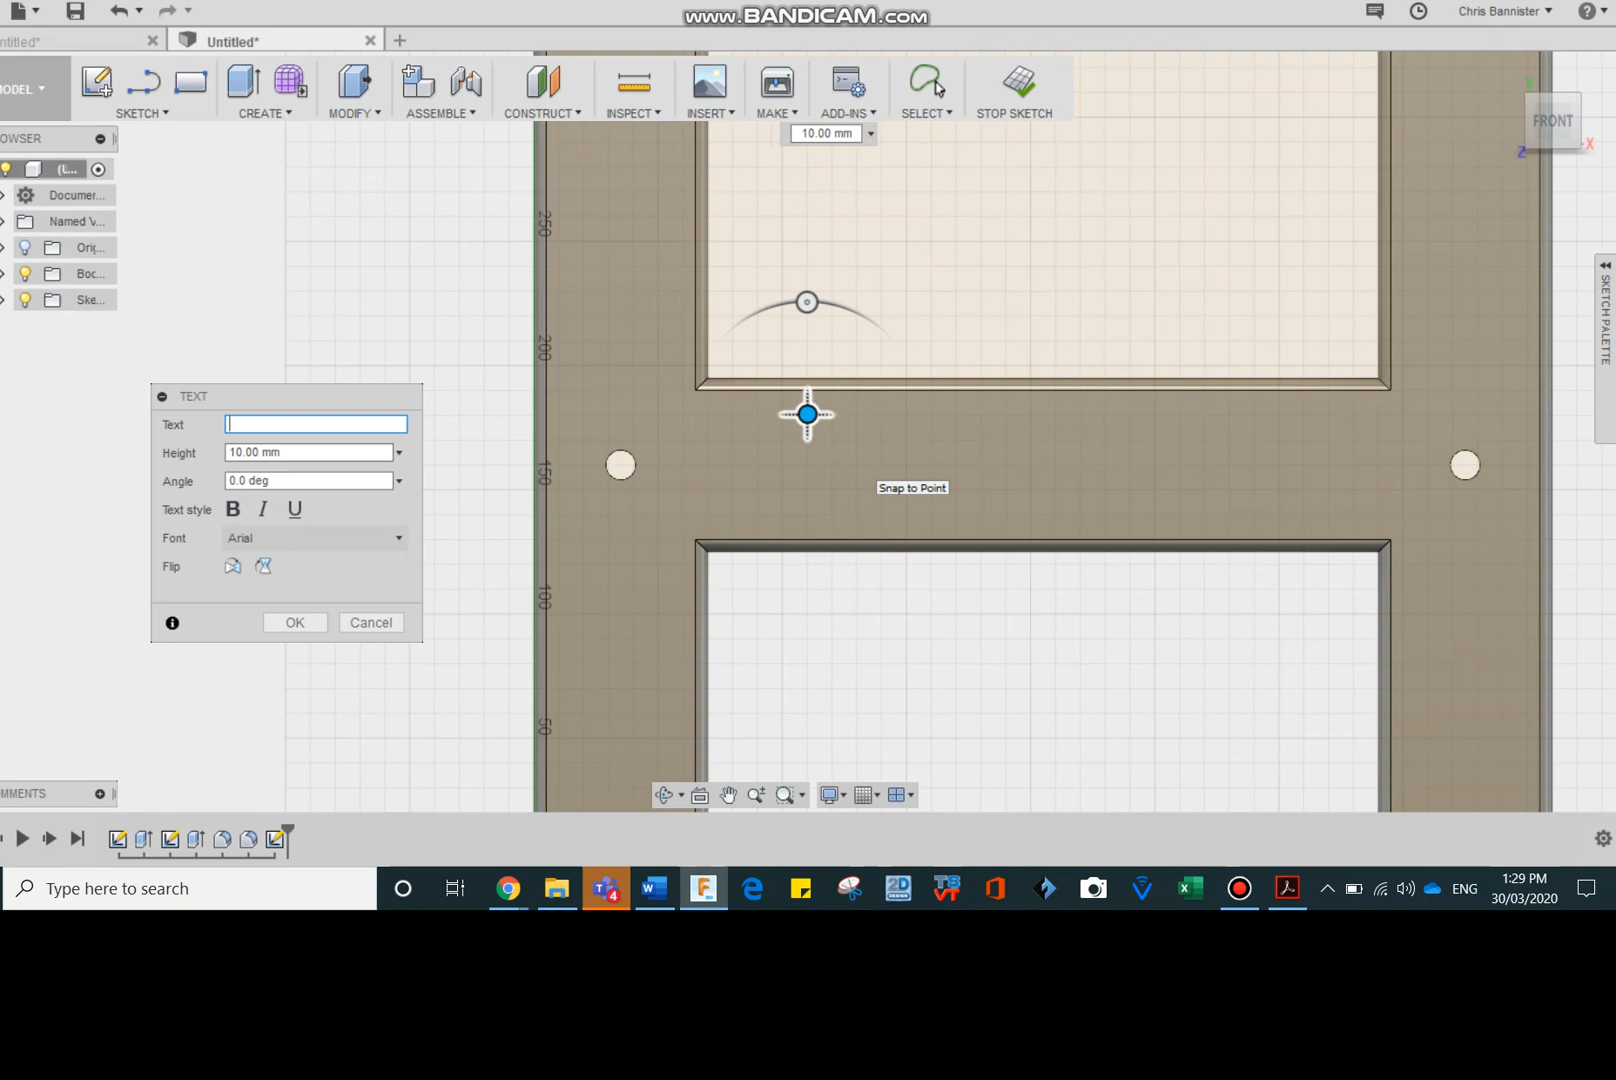 www.BANDICAM.com
Chris Bannister
ntitled*
Untitled*
MODEL
SKETCH
CREATE
MODIFY
ASSEMBLE
CONSTRUCT
INSPECT
INSERT
MAKE
ADD-INS
SELECT
STOP SKETCH
10.00 mm
FRONT
Y
X
Z
OWSER
(U...
Documer...
Named V...
Orig...
Boc...
Ske...
SKETCH PALETTE
250
200
150
100
50
TEXT
Text
Height 10.00 mm
Angle 0.0 deg
Text style B I U
Font Arial
Flip
OK Cancel
Snap to Point
MMENTS
Type here to search
4
ENG
1:29 PM
30/03/2020